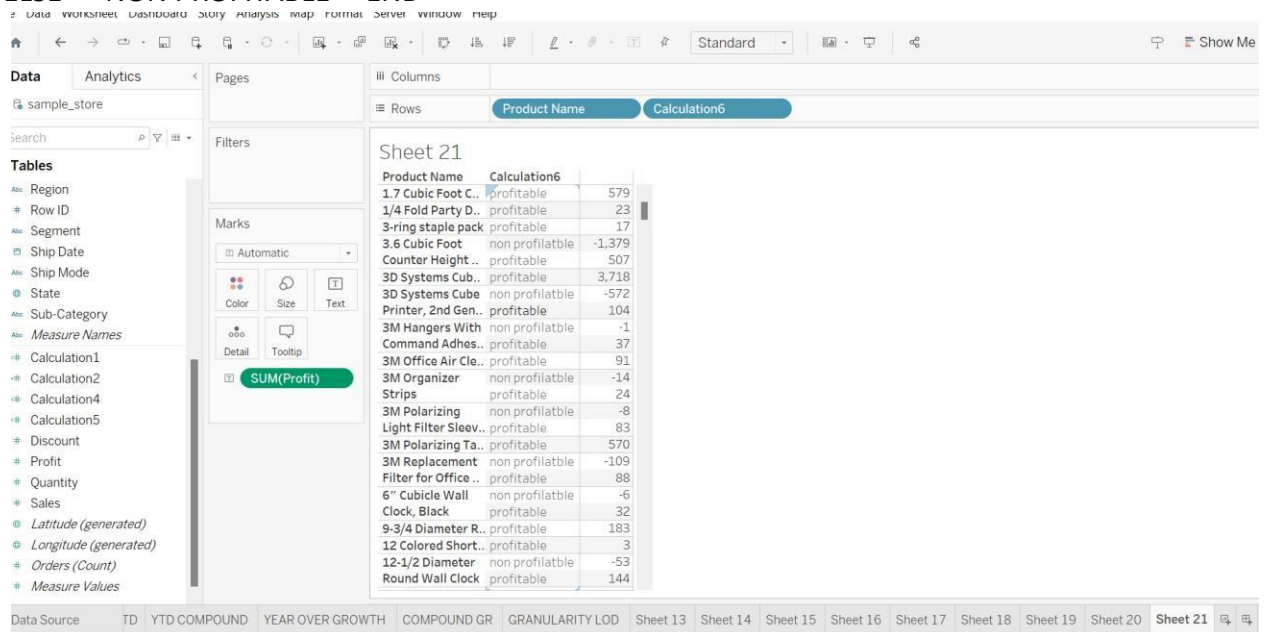 ELSE "NON PROFITABLE" END
e Data Worksheet Dashboard Story Analysis Map Format Server Window Help
Standard
Show Me
Data Analytics
sample_store
Search
Tables
Abc Region
# Row ID
Abc Segment
Ship Date
Abc Ship Mode
State
Abc Sub-Category
Abc Measure Names
# Calculation1
# Calculation2
# Calculation4
# Calculation5
# Discount
# Profit
# Quantity
# Sales
Latitude (generated)
Longitude (generated)
# Orders (Count)
# Measure Values
Pages
Filters
Marks
Automatic
Color Size Text
Detail Tooltip
SUM(Profit)
Columns
Rows Product Name Calculation6
Sheet 21
Product Name Calculation6
1.7 Cubic Foot C.. profitable 579
1/4 Fold Party D.. profitable 23
3-ring staple pack profitable 17
3.6 Cubic Foot non profilatble -1,379
Counter Height .. profitable 507
3D Systems Cub.. profitable 3,718
3D Systems Cube non profilatble -572
Printer, 2nd Gen.. profitable 104
3M Hangers With non profilatble -1
Command Adhes.. profitable 37
3M Office Air Cle.. profitable 91
3M Organizer non profilatble -14
Strips profitable 24
3M Polarizing non profilatble -8
Light Filter Sleev.. profitable 83
3M Polarizing Ta.. profitable 570
3M Replacement non profilatble -109
Filter for Office .. profitable 88
6" Cubicle Wall non profilatble -6
Clock, Black profitable 32
9-3/4 Diameter R.. profitable 183
12 Colored Short.. profitable 3
12-1/2 Diameter non profilatble -53
Round Wall Clock profitable 144
Data Source TD YTD COMPOUND YEAR OVER GROWTH COMPOUND GR GRANULARITY LOD Sheet 13 Sheet 14 Sheet 15 Sheet 16 Sheet 17 Sheet 18 Sheet 19 Sheet 20 Sheet 21